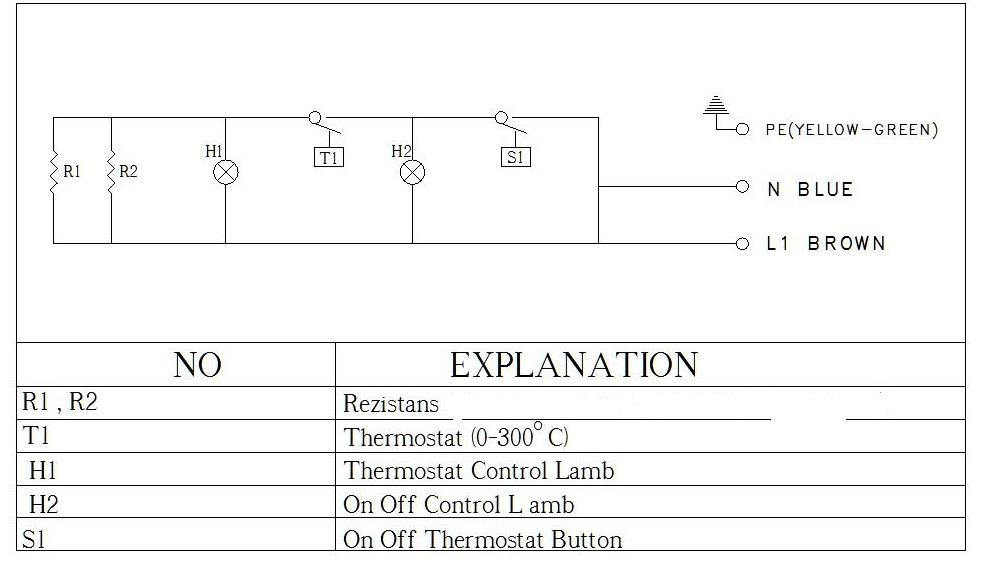 PE(YELLOW-GREEN)
H1
T1
H2
S1
R1
R2
N BLUE
L1 BROWN
NO EXPLANATION
R1 , R2 Rezistans
T1 Thermostat (0-300° C)
H1 Thermostat Control Lamb
H2 On Off Control L amb
S1 On Off Thermostat Button